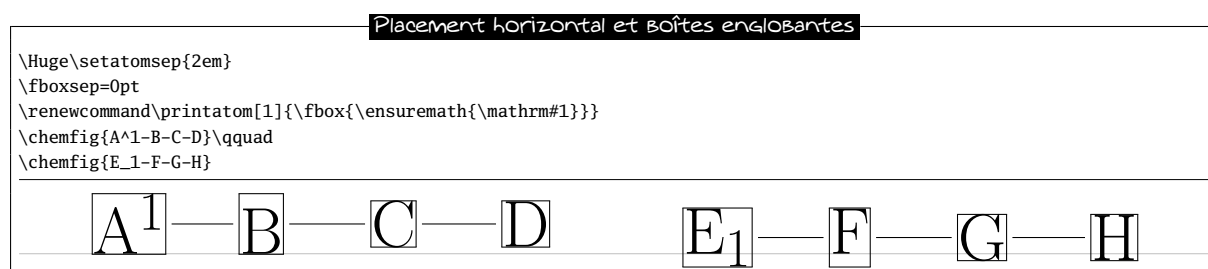 Placement horizontal et boîtes englobantes
\Huge\setatomsep{2em}
\fboxsep=0pt
\renewcommand\printatom[1]{\fbox{\ensuremath{\mathrm#1}}}
\chemfig{A^1-B-C-D}\qquad
\chemfig{E_1-F-G-H}
A¹—B—C—D E₁—F—G—H